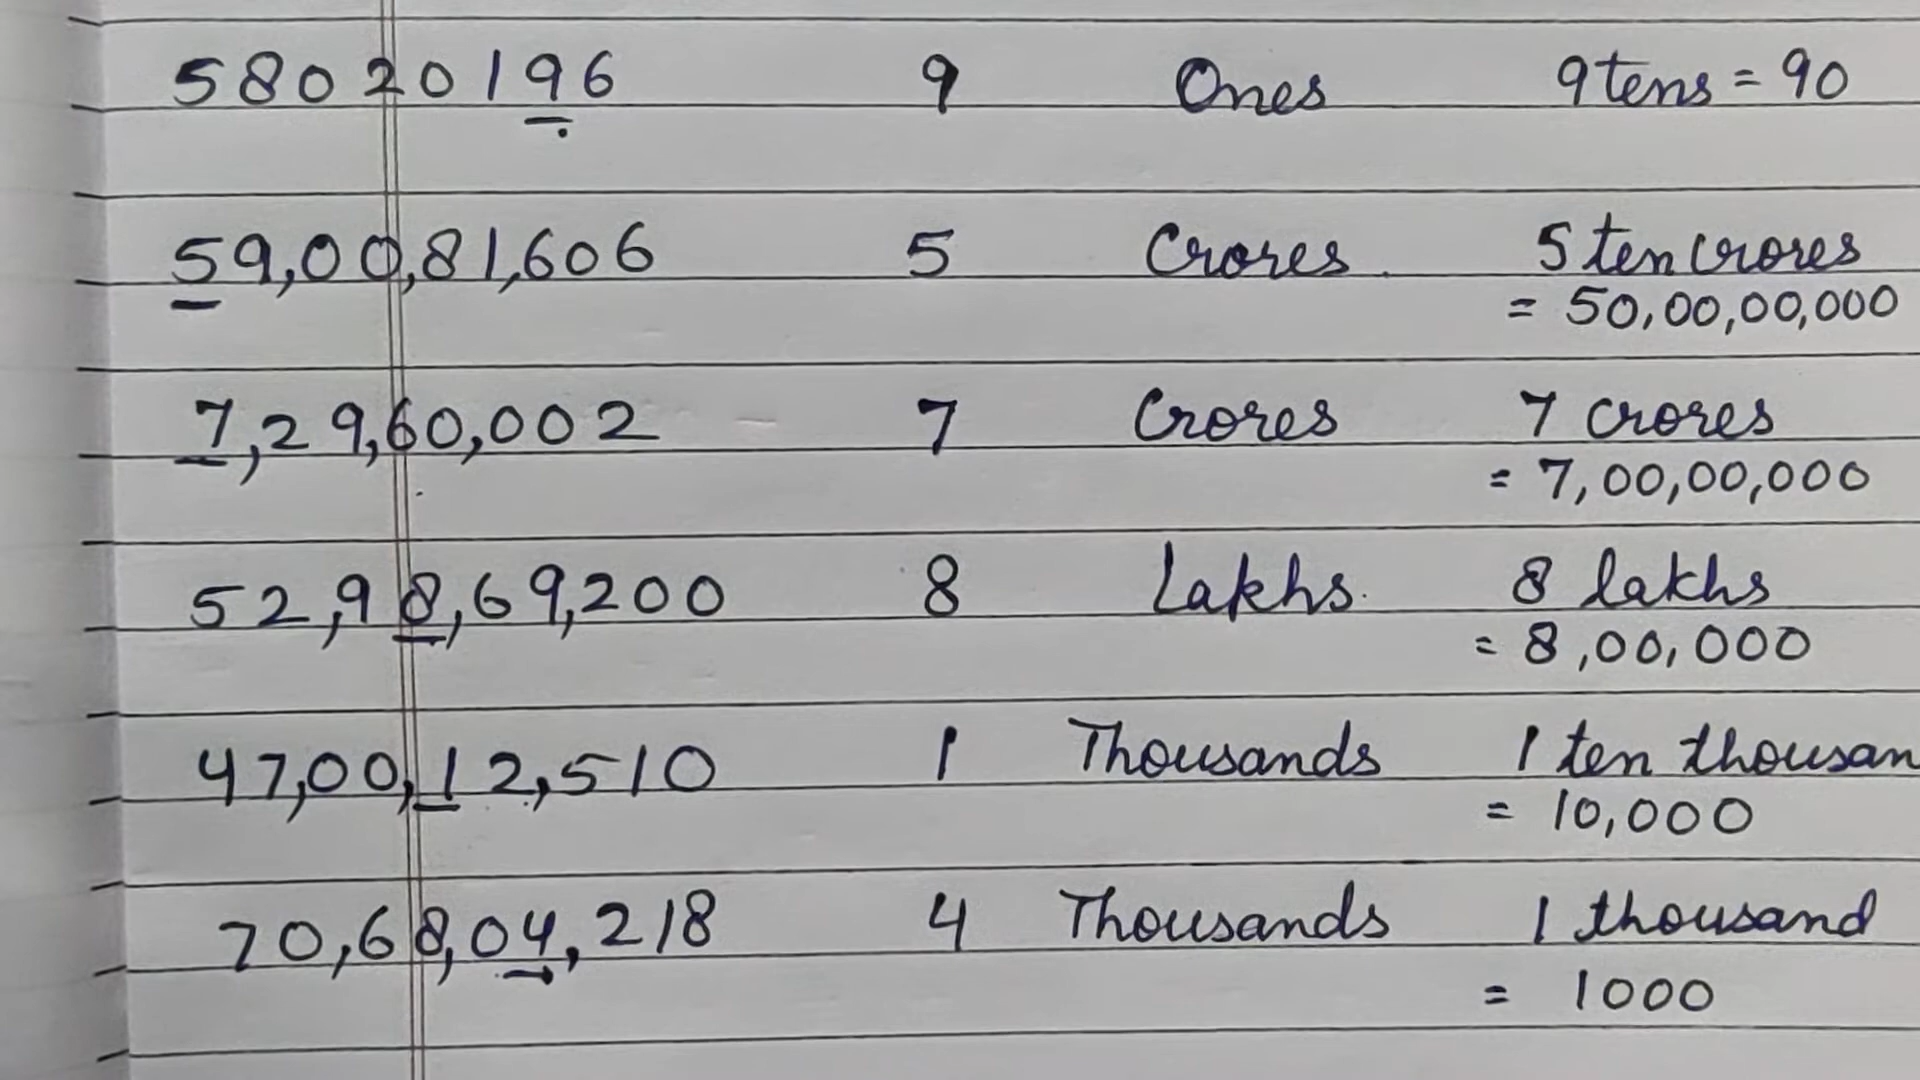 58020196 9 Ones 9tens = 90
59,00,81,606 5 Crores 5 ten crores
= 50,00,00,000
7,29,60,002 7 Crores 7 crores
= 7,00,00,000
52,98,69,200 8 Lakhs. 8 lakhs
= 8,00,000
47,00,12,510 1 Thousands 1 ten thousan
= 10,000
70,68,04,218 4 Thousands 1 thousand
= 1000